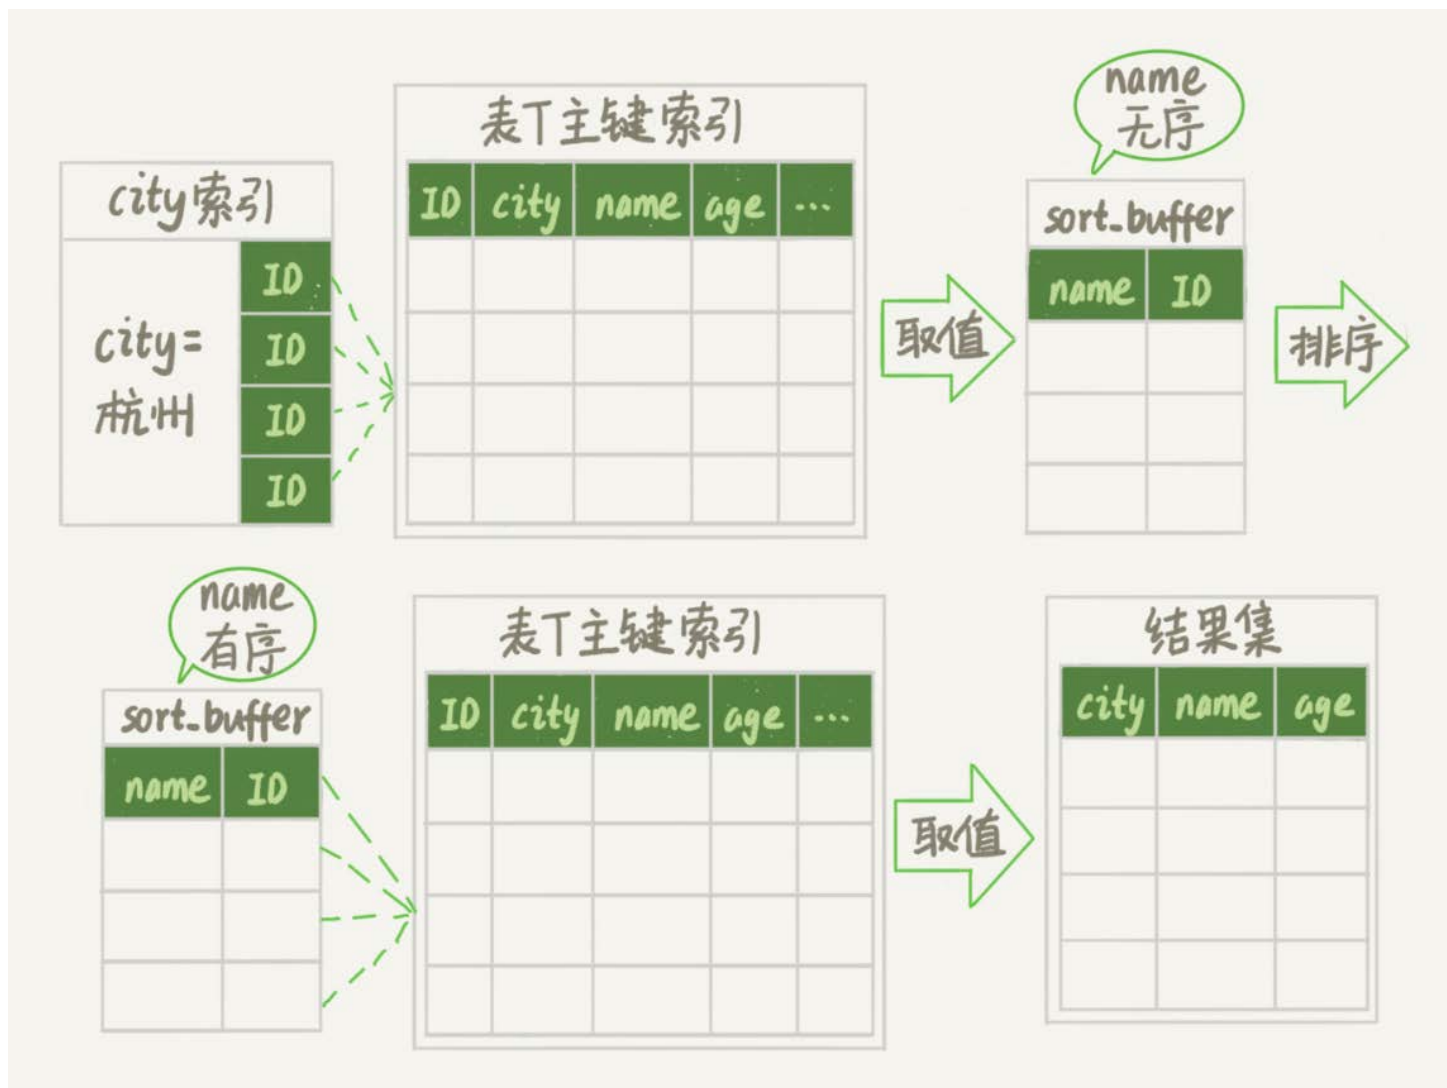 name
无序
表T主键索引
city索引
ID city name age ...
sort_buffer
ID
name ID
取值
排序
city=
杭州
ID
ID
ID
name
有序
表T主键索引
结果集
sort_buffer
ID city name age ...
city name age
name ID
取值